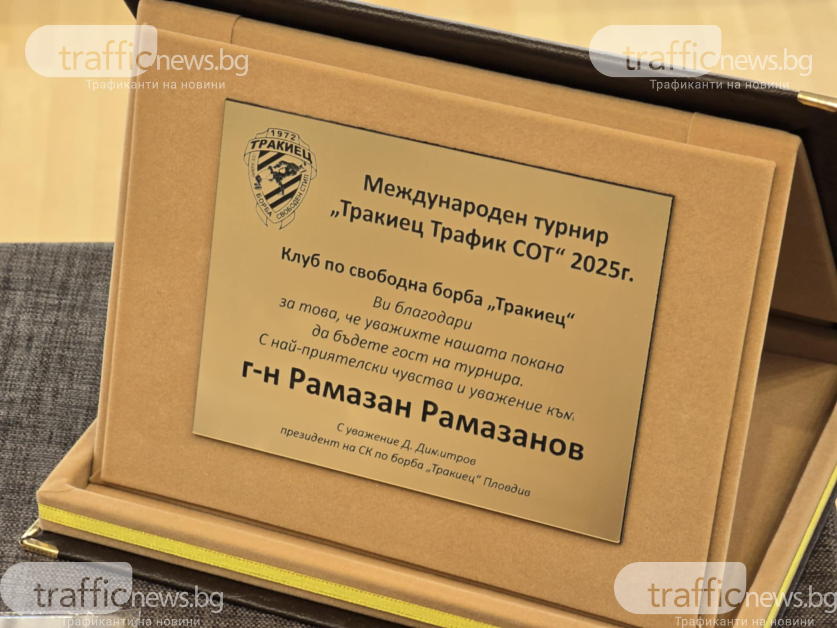 trafficnews.bg
Трафиканти на новини
trafficnews.bg
Трафиканти на новини
1972
ТРАКИЕЦ
БОРБА
СВОБОДЕН СТИЛ
Международен турнир
„Тракиец Трафик СОТ“ 2025г.
Клуб по свободна борба „Тракиец“
Ви благодари
за това, че уважихте нашата покана
да бъдете гост на турнира.
С най-приятелски чувства и уважение към:
г-н Рамазан Рамазанов
С уважение Д. Димитров
президент на СК по борба „Тракиец“ Пловдив
trafficnews.bg
Трафиканти на новини
trafficnews.bg
Трафиканти на новини